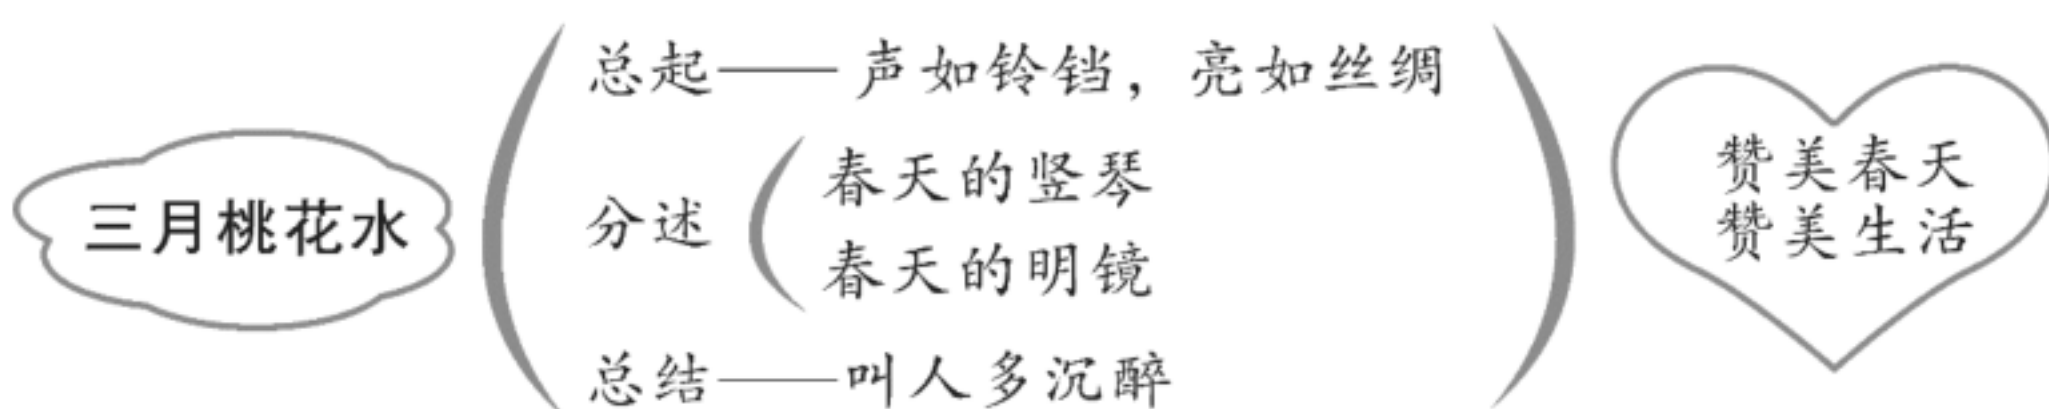 三月桃花水
总起——声如铃铛，亮如丝绸
分述
春天的竖琴
春天的明镜
总结——叫人多沉醉
赞美春天
赞美生活